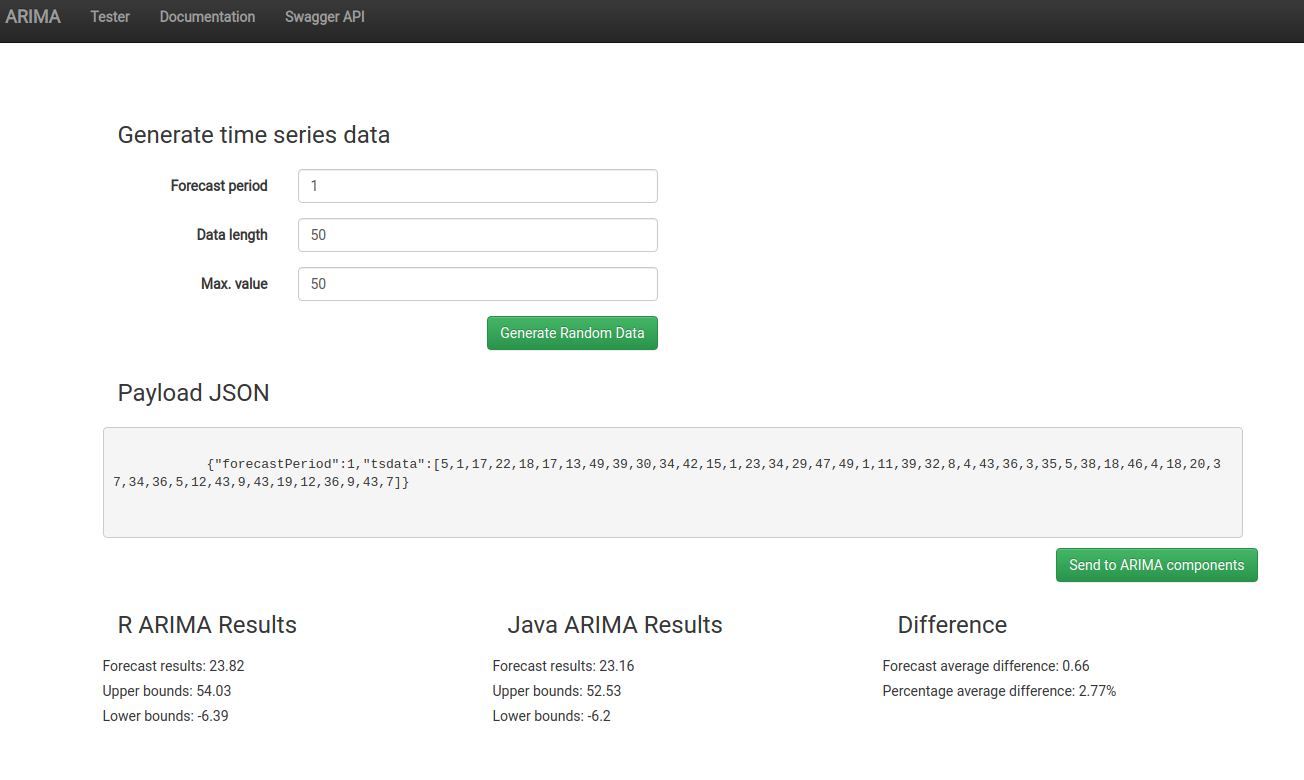 ARIMA Tester Documentation Swagger API
Generate time series data
Forecast period 1
Data length 50
Max. value 50
Generate Random Data
Payload JSON
{"forecastPeriod":1,"tsdata":[5,1,17,22,18,17,13,49,39,30,34,42,15,1,23,34,29,47,49,1,11,39,32,8,4,43,36,3,35,5,38,18,46,4,18,20,3
7,34,36,5,12,43,9,43,19,12,36,9,43,7]}
Send to ARIMA components
R ARIMA Results
Forecast results: 23.82
Upper bounds: 54.03
Lower bounds: -6.39
Java ARIMA Results
Forecast results: 23.16
Upper bounds: 52.53
Lower bounds: -6.2
Difference
Forecast average difference: 0.66
Percentage average difference: 2.77%